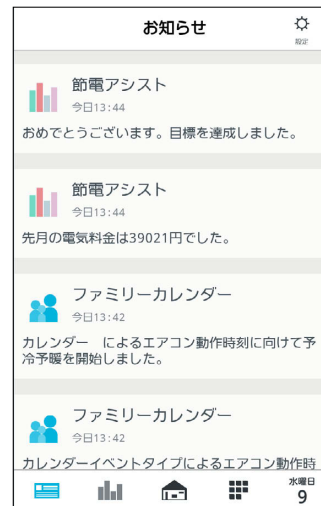 お知らせ
設定
節電アシスト
今日13:44
おめでとうございます。目標を達成しました。
節電アシスト
今日13:44
先月の電気料金は39021円でした。
ファミリーカレンダー
今日13:42
カレンダー　によるエアコン動作時刻に向けて予
冷予暖を開始しました。
ファミリーカレンダー
今日13:42
カレンダーイベントタイプによるエアコン動作時
水曜日
9